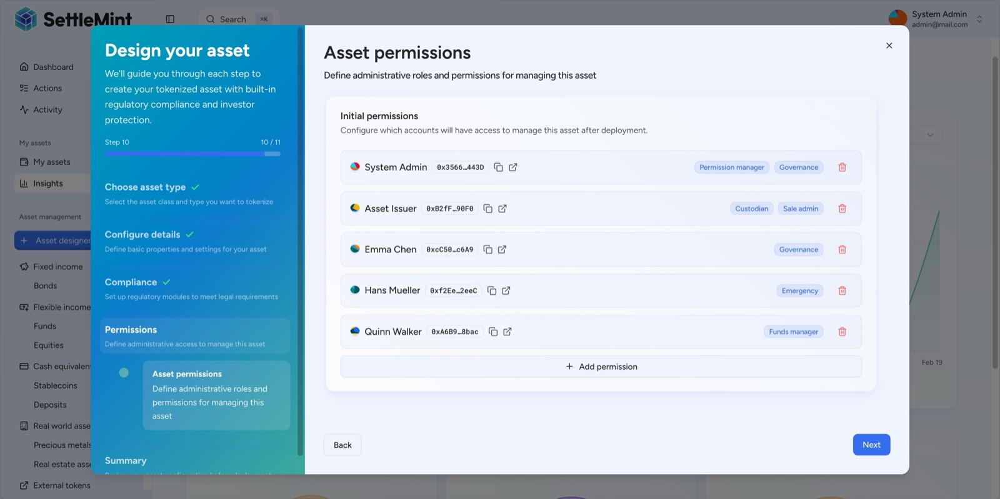 SettleMint
Search ⌘K
System Admin
admin@mail.com
Dashboard
Actions
Activity
My assets
My assets
Insights
Asset management
Asset designer
Fixed income
Bonds
Flexible income
Funds
Equities
Cash equivalen
Stablecoins
Deposits
Real world asse
Precious metals
Real estate asse
External tokens
Design your asset
We'll guide you through each step to
create your tokenized asset with built-in
regulatory compliance and investor
protection.
Step 10 10 / 11
Choose asset type
Select the asset class and type you want to tokenize
Configure details
Define basic properties and settings for your asset
Compliance
Set up regulatory modules to meet legal requirements
Permissions
Define administrative access to manage this asset
Asset permissions
Define administrative roles and
permissions for managing this
asset
Summary
Asset permissions
Define administrative roles and permissions for managing this asset
Initial permissions
Configure which accounts will have access to manage this asset after deployment.
System Admin 0x3566…443D Permission manager Governance
Asset Issuer 0xB2fF…90F0 Custodian Sale admin
Emma Chen 0xcC50…c6A9 Governance
Hans Mueller 0xf2Ee…2eeC Emergency
Quinn Walker 0xA6B9…8bac Funds manager
+ Add permission
Back
Next
Feb 19